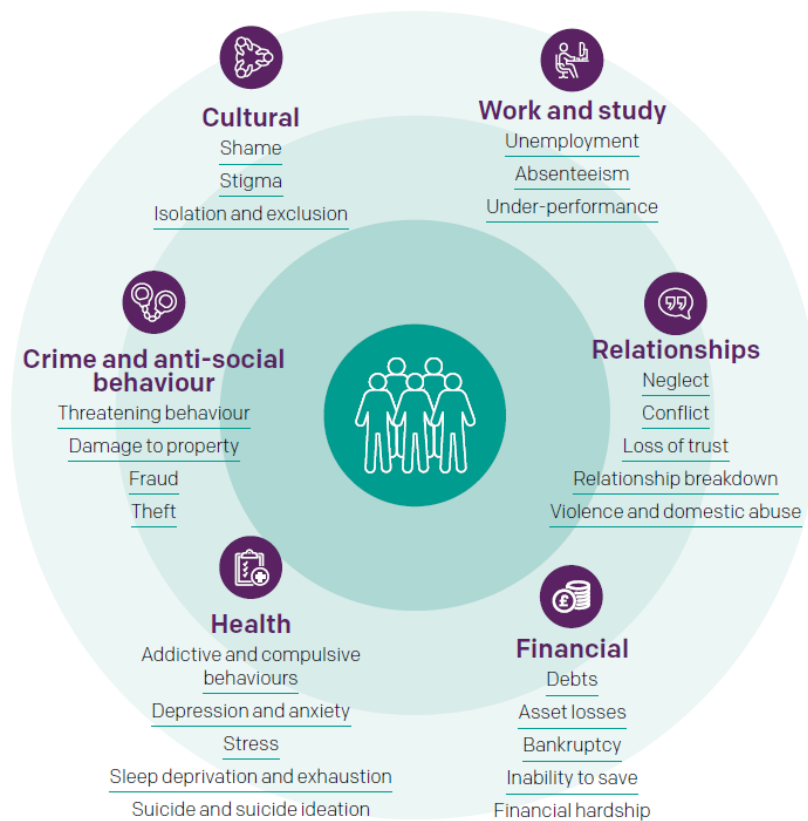 Cultural
Shame
Stigma
Isolation and exclusion
Work and study
Unemployment
Absenteeism
Under-performance
Crime and anti-social
behaviour
Threatening behaviour
Damage to property
Fraud
Theft
Relationships
Neglect
Conflict
Loss of trust
Relationship breakdown
Violence and domestic abuse
Health
Addictive and compulsive
behaviours
Depression and anxiety
Stress
Sleep deprivation and exhaustion
Suicide and suicide ideation
£
Financial
Debts
Asset losses
Bankruptcy
Inability to save
Financial hardship